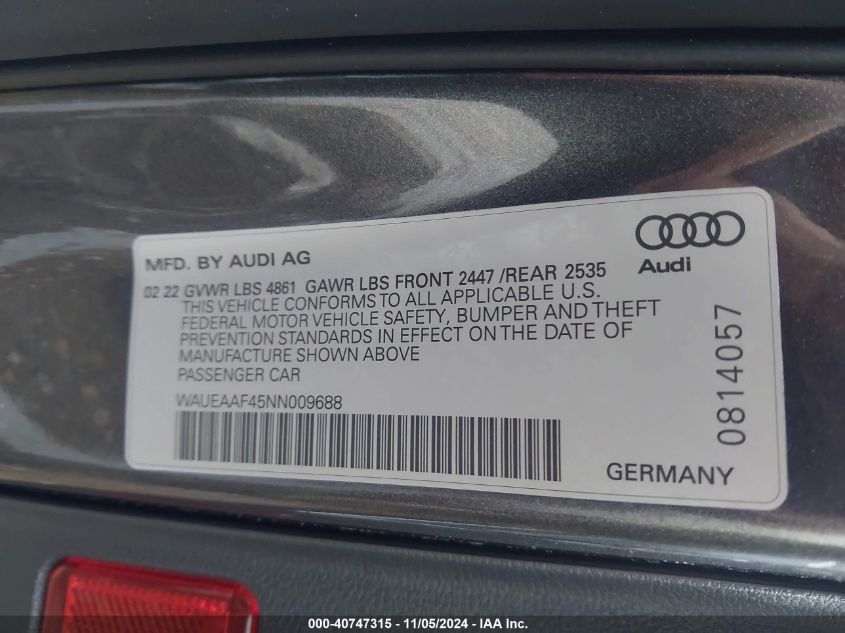 MFD. BY AUDI AG
Audi
02 22 GVWR LBS 4861 GAWR LBS FRONT 2447 /REAR 2535
THIS VEHICLE CONFORMS TO ALL APPLICABLE U.S.
FEDERAL MOTOR VEHICLE SAFETY, BUMPER AND THEFT
PREVENTION STANDARDS IN EFFECT ON THE DATE OF
MANUFACTURE SHOWN ABOVE
PASSENGER CAR
WAUEAAF45NN009688
0814057
GERMANY
000-40747315 - 11/05/2024 - IAA Inc.